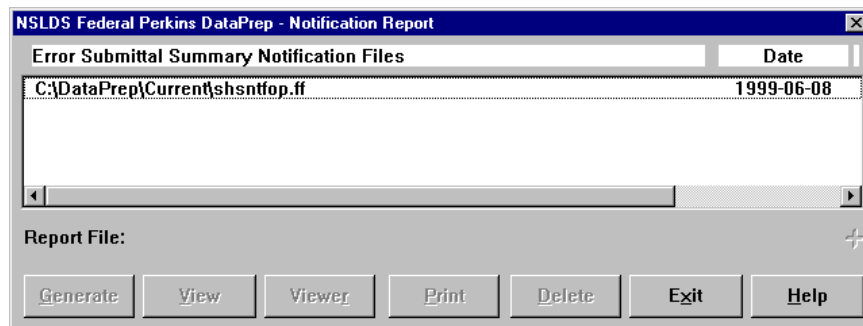 NSLDS Federal Perkins DataPrep - Notification Report
Error Submittal Summary Notification Files Date
C:\DataPrep\Current\shsntfop.ff 1999-06-08
Report File:
Generate View Viewer Print Delete Exit Help